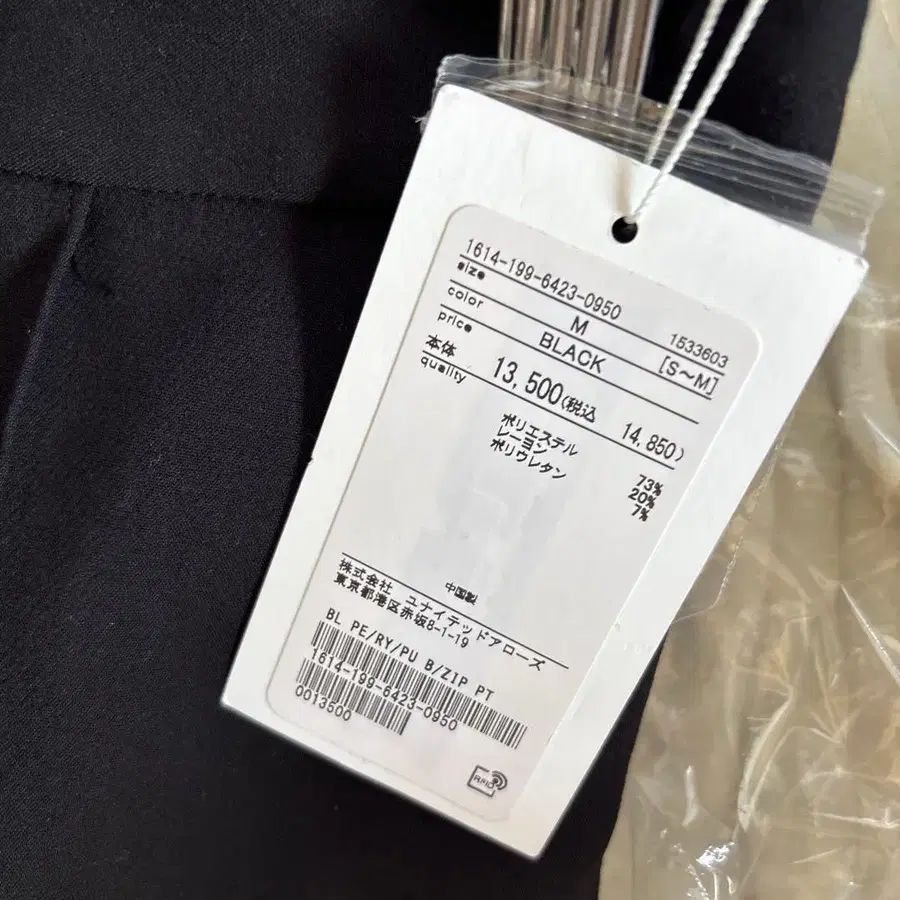 1614-199-6423-0950
size M 1533603
color BLACK [S~M]
price
本体 13,500(税込 14,850)
quality
ポリエステル 73%
レーヨン 20%
ポリウレタン 7%
中国製
株式会社 ユナイテッドアローズ
東京都港区赤坂8-1-19
BL PE/RY/PU B/ZIP PT
1614-199-6423-0950
0013500
RFID